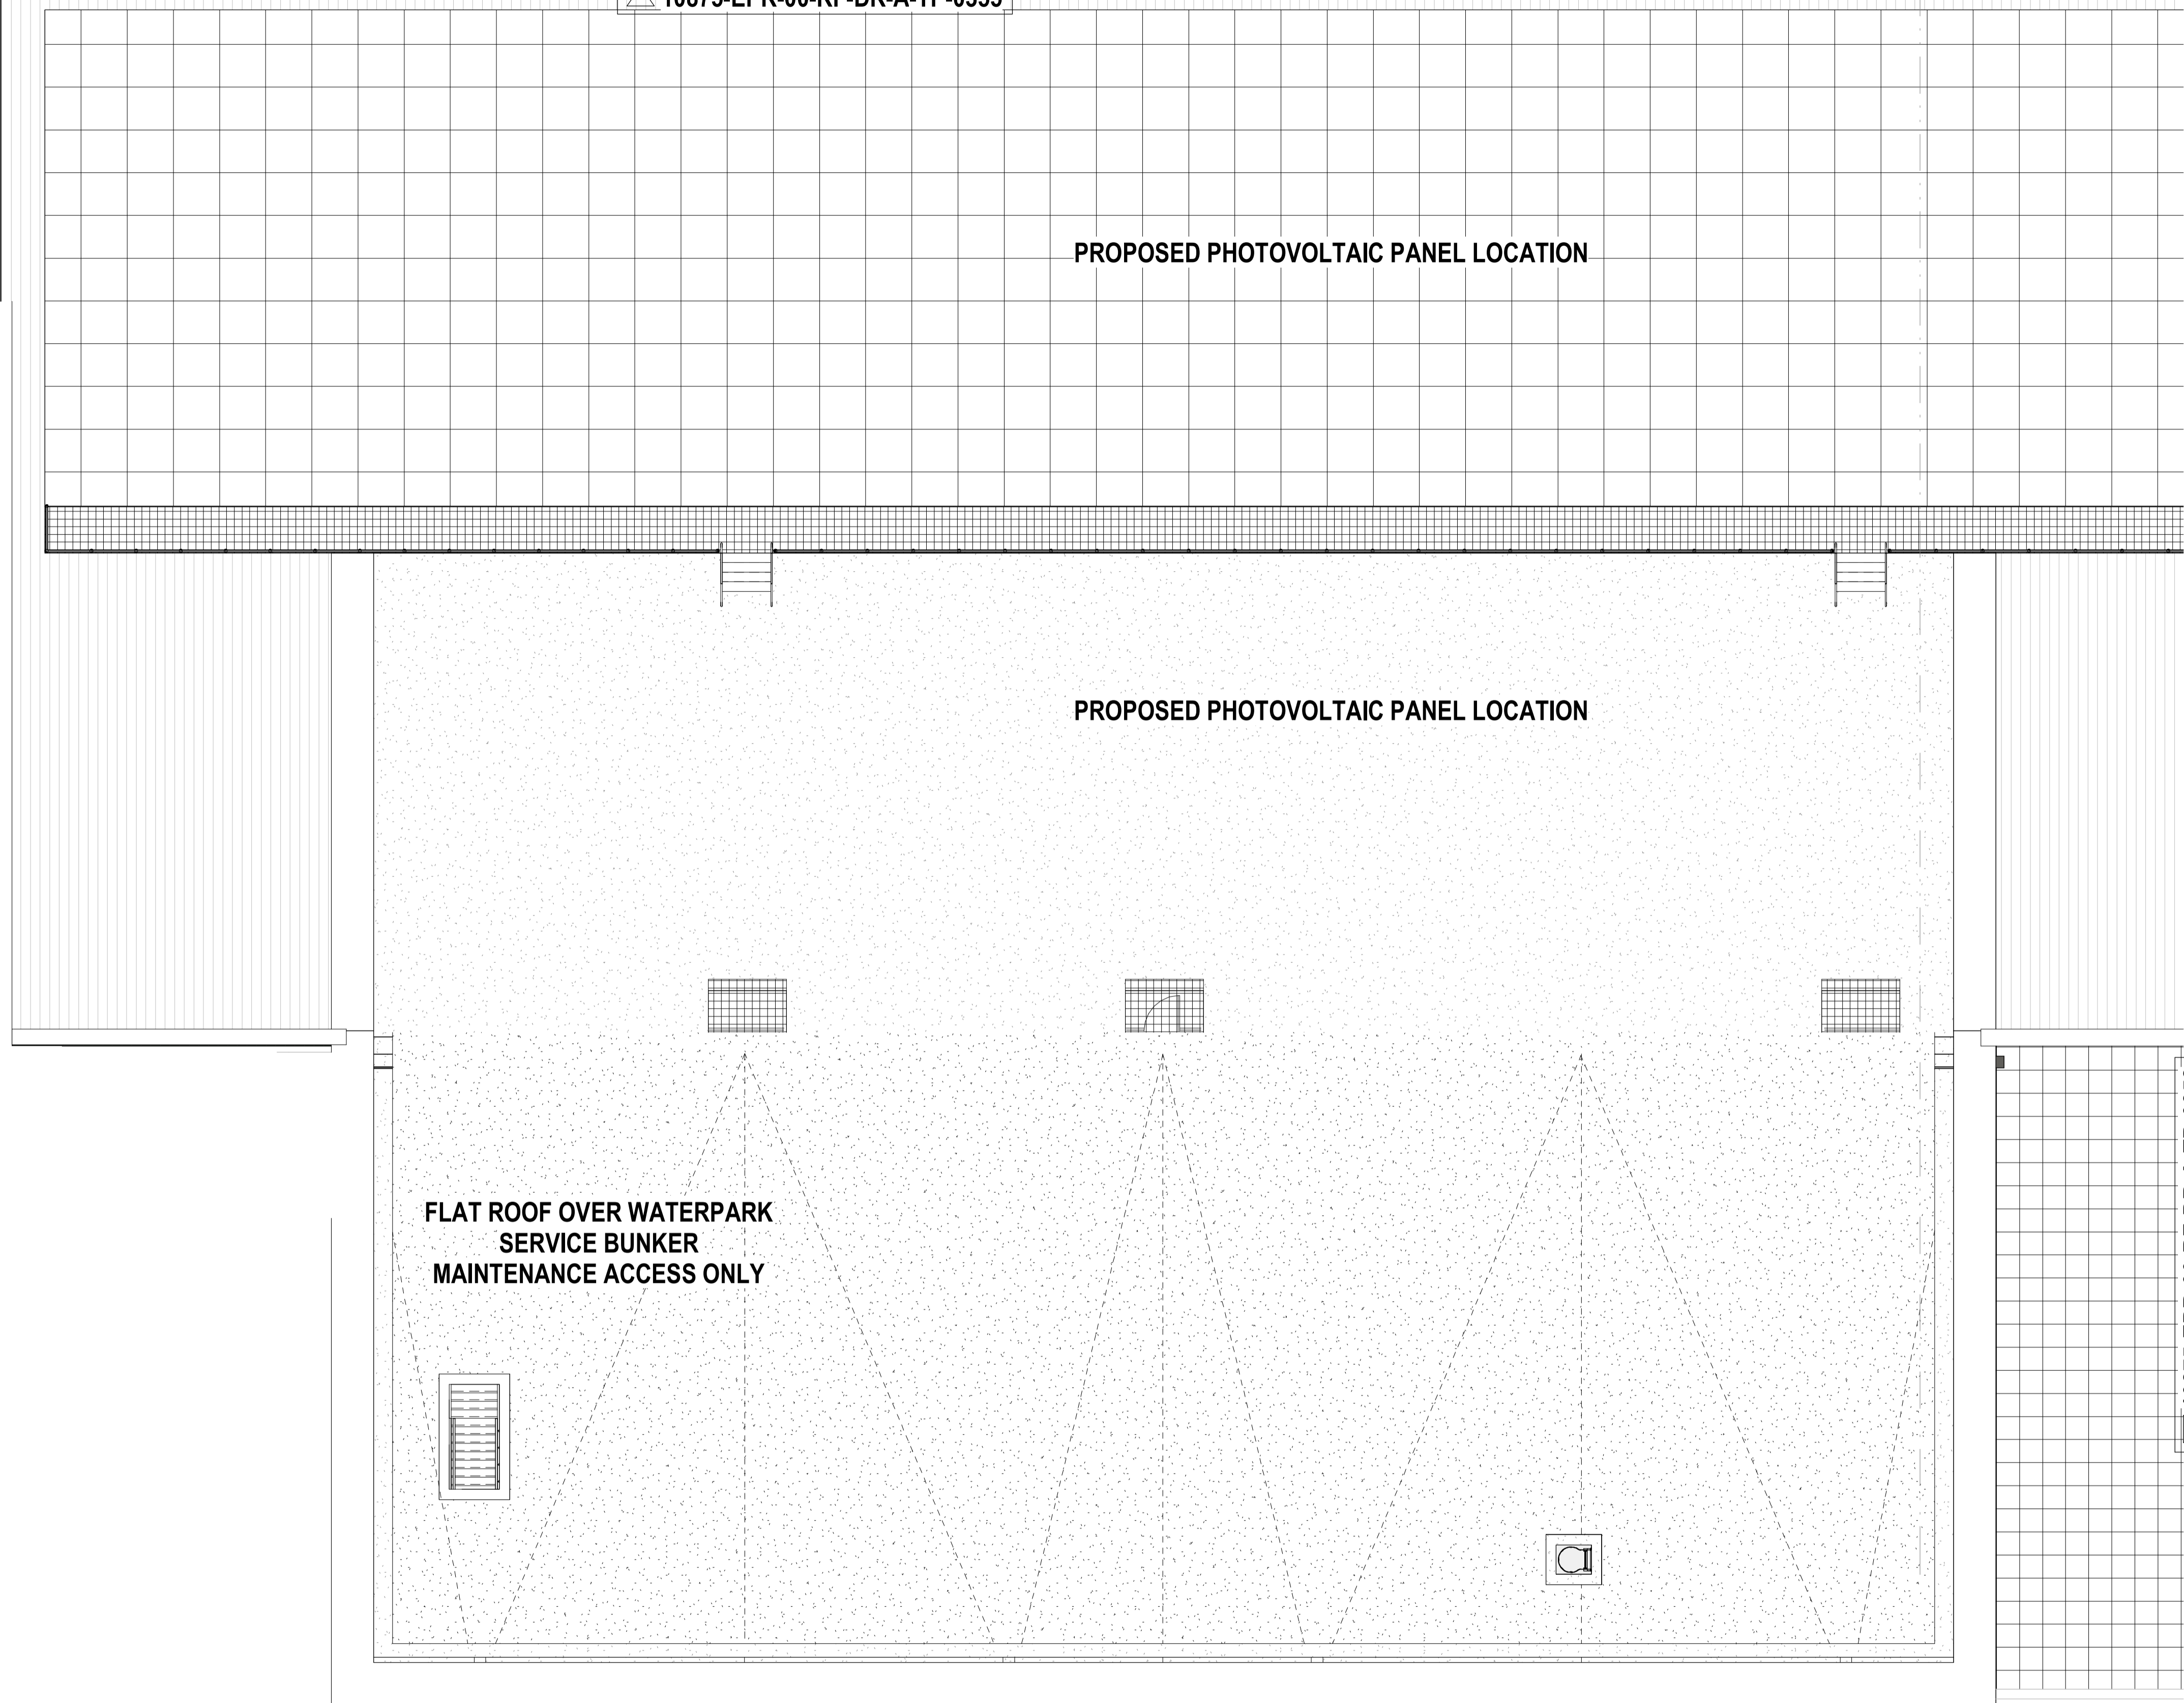 PROPOSED PHOTOVOLTAIC PANEL LOCATION
PROPOSED PHOTOVOLTAIC PANEL LOCATION
FLAT ROOF OVER WATERPARK
SERVICE BUNKER
MAINTENANCE ACCESS ONLY